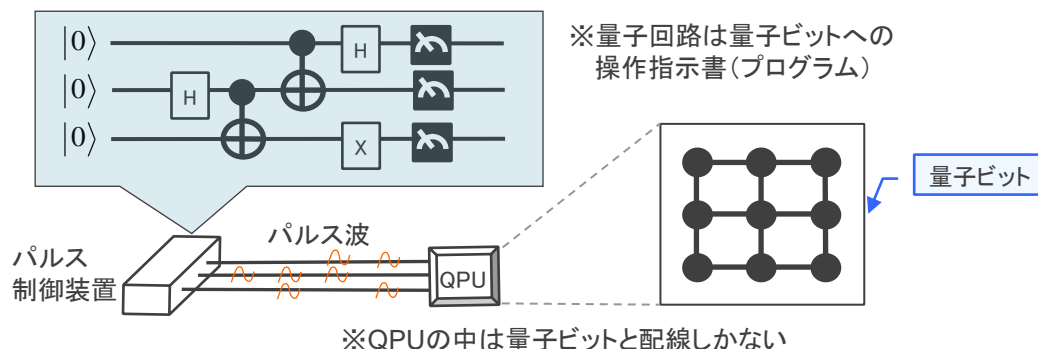 |0⟩
H
|0⟩
H
|0⟩
X
※量子回路は量子ビットへの
操作指示書(プログラム)
量子ビット
パルス波
パルス
制御装置
QPU
※QPUの中は量子ビットと配線しかない